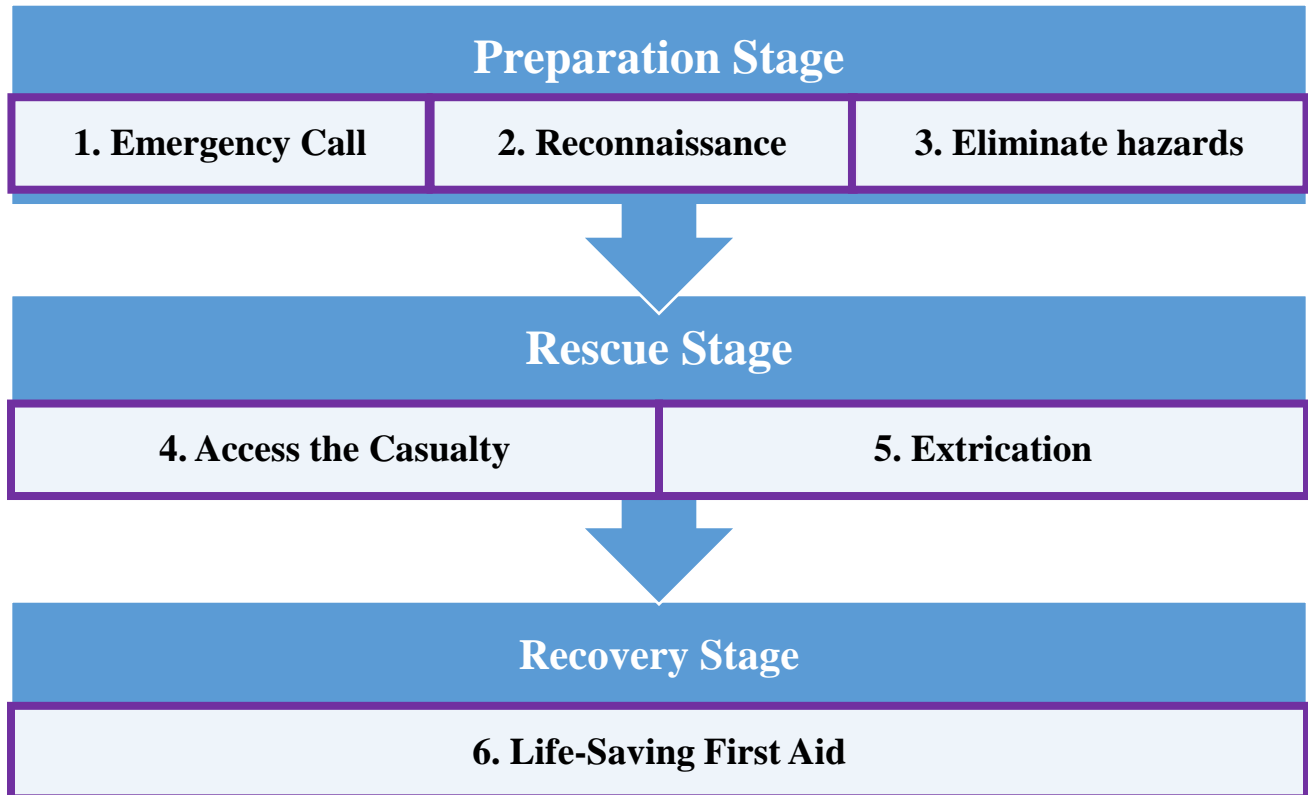 Preparation Stage
1. Emergency Call
2. Reconnaissance
3. Eliminate hazards
Rescue Stage
4. Access the Casualty
5. Extrication
Recovery Stage
6. Life-Saving First Aid